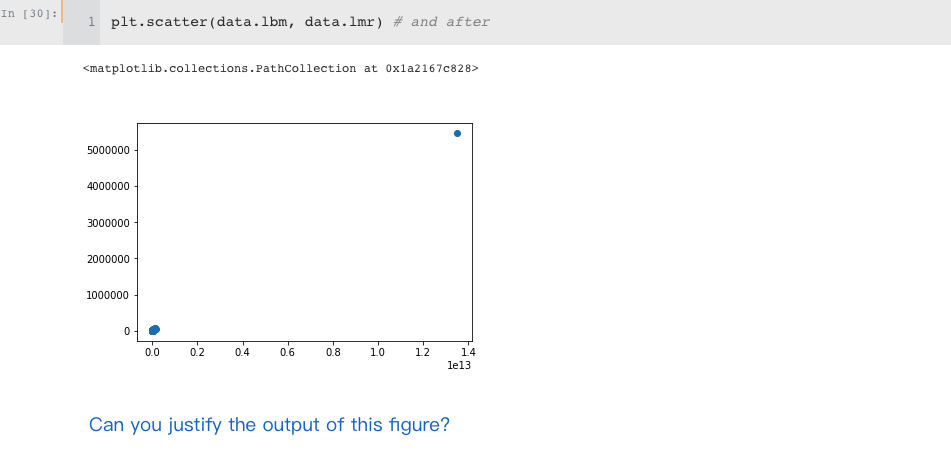 In [30]:
1 plt.scatter(data.lbm, data.lmr) # and after
<matplotlib.collections.PathCollection at 0x1a2167c828>
5000000
4000000
3000000
2000000
1000000
0
0.0 0.2 0.4 0.6 0.8 1.0 1.2 1.4
1e13
Can you justify the output of this figure?